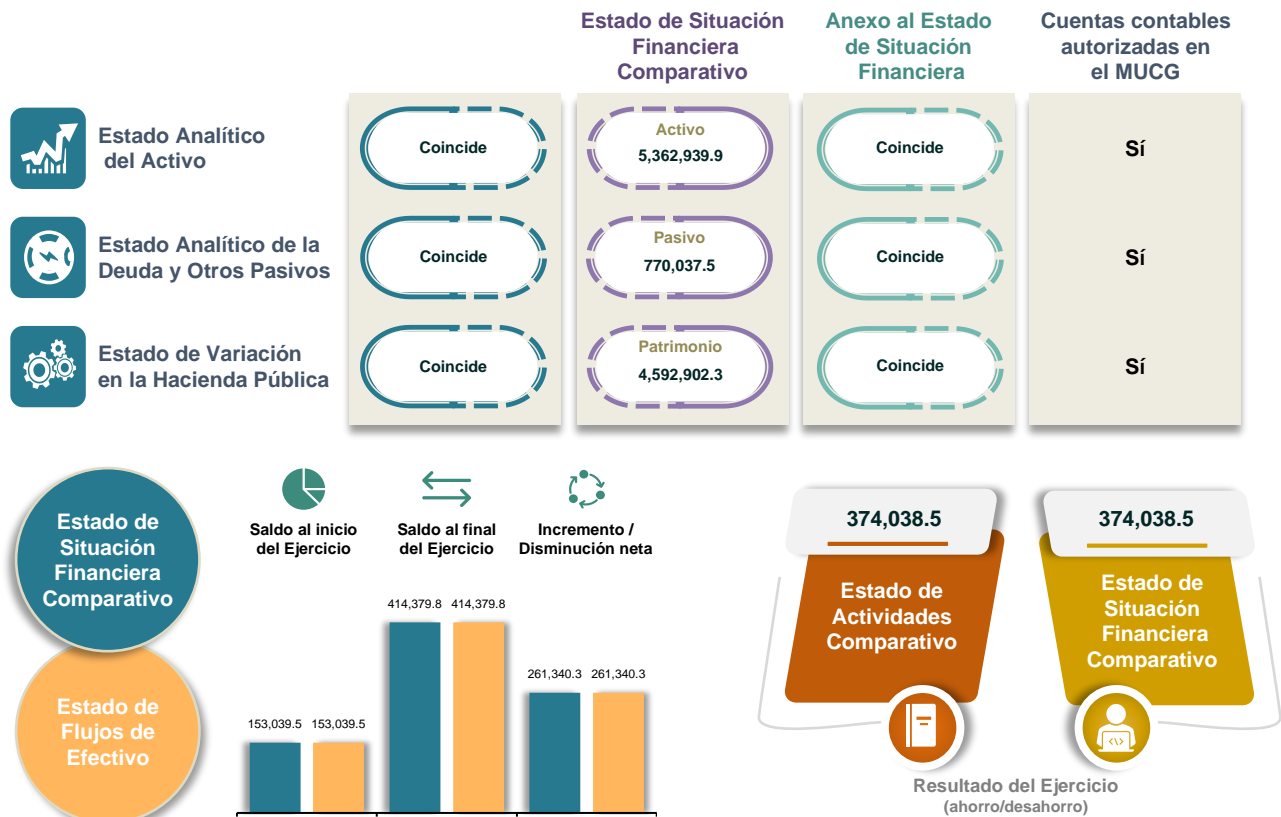 Estado de Situación
Financiera
Comparativo
Anexo al Estado
de Situación
Financiera
Cuentas contables
autorizadas en
el MUCG
Estado Analítico
del Activo
Coincide
Activo
5,362,939.9
Coincide
Sí
Estado Analítico de la
Deuda y Otros Pasivos
Coincide
Pasivo
770,037.5
Coincide
Sí
Estado de Variación
en la Hacienda Pública
Coincide
Patrimonio
4,592,902.3
Coincide
Sí
Estado de
Situación
Financiera
Comparativo
Estado de
Flujos de
Efectivo
Saldo al inicio
del Ejercicio
Saldo al final
del Ejercicio
Incremento /
Disminución neta
153,039.5 153,039.5
414,379.8 414,379.8
261,340.3 261,340.3
374,038.5
Estado de
Actividades
Comparativo
374,038.5
Estado de
Situación
Financiera
Comparativo
Resultado del Ejercicio
(ahorro/desahorro)